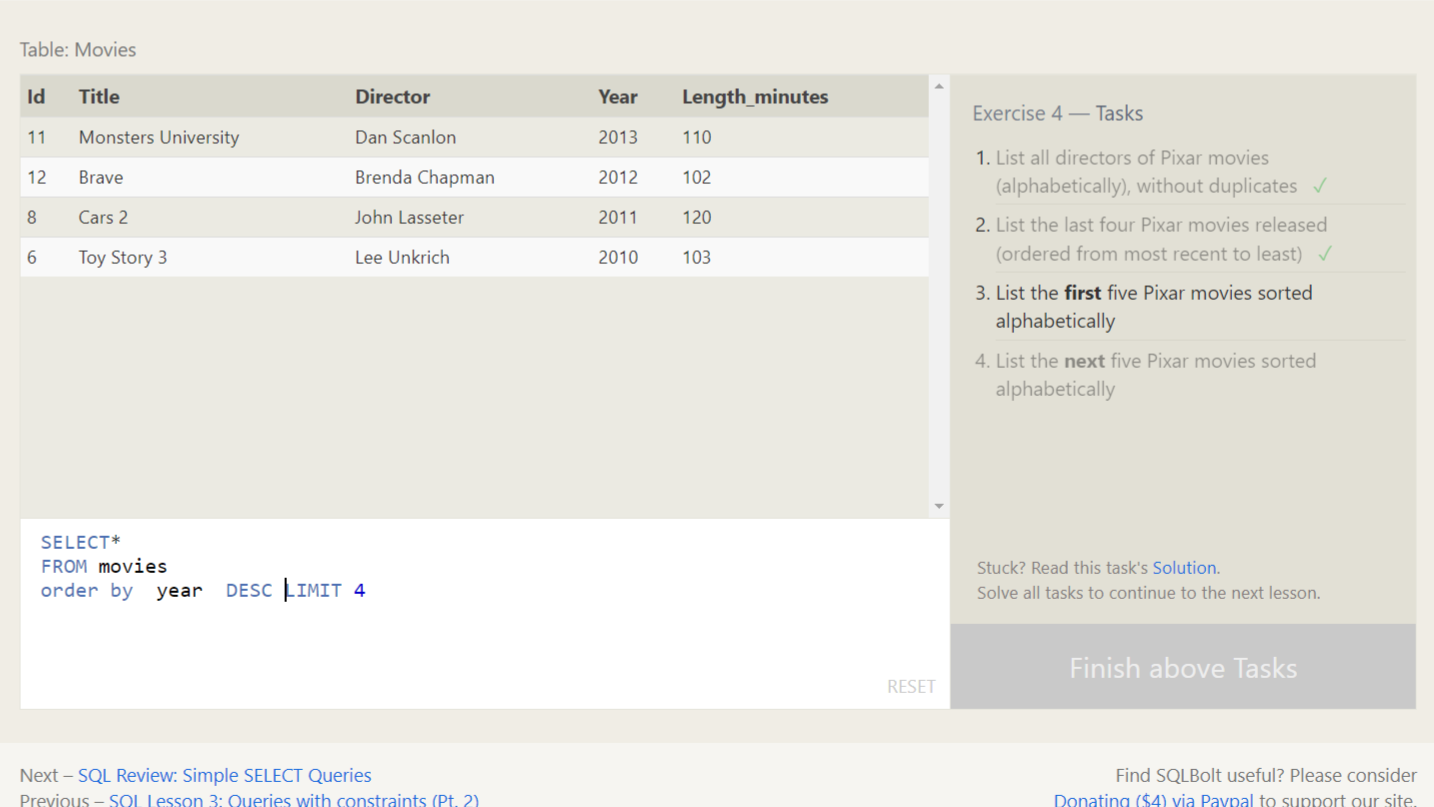 Table: Movies
Id Title Director Year Length_minutes
11 Monsters University Dan Scanlon 2013 110
12 Brave Brenda Chapman 2012 102
8 Cars 2 John Lasseter 2011 120
6 Toy Story 3 Lee Unkrich 2010 103
SELECT*
FROM movies
order by year DESC LIMIT 4
RESET
Exercise 4 — Tasks
1. List all directors of Pixar movies
(alphabetically), without duplicates ✓
2. List the last four Pixar movies released
(ordered from most recent to least) ✓
3. List the first five Pixar movies sorted
alphabetically
4. List the next five Pixar movies sorted
alphabetically
Stuck? Read this task's Solution.
Solve all tasks to continue to the next lesson.
Finish above Tasks
Next – SQL Review: Simple SELECT Queries
Previous – SQL Lesson 3: Queries with constraints (Pt. 2)
Find SQLBolt useful? Please consider
Donating ($4) via Paypal to support our site.